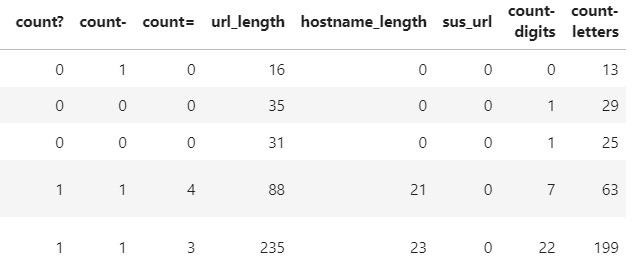 count? count- count= url_length hostname_length sus_url count-digits count-letters
0 1 0 16 0 0 0 13
0 0 0 35 0 0 1 29
0 0 0 31 0 0 1 25
1 1 4 88 21 0 7 63
1 1 3 235 23 0 22 199